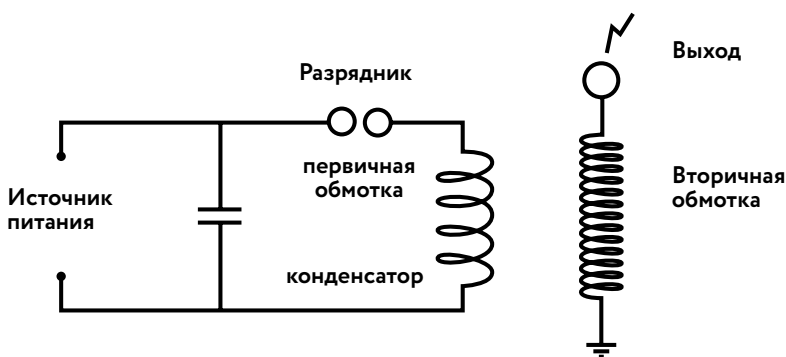 Разрядник
Выход
первичная
обмотка
Источник
питания
Вторичная
обмотка
конденсатор